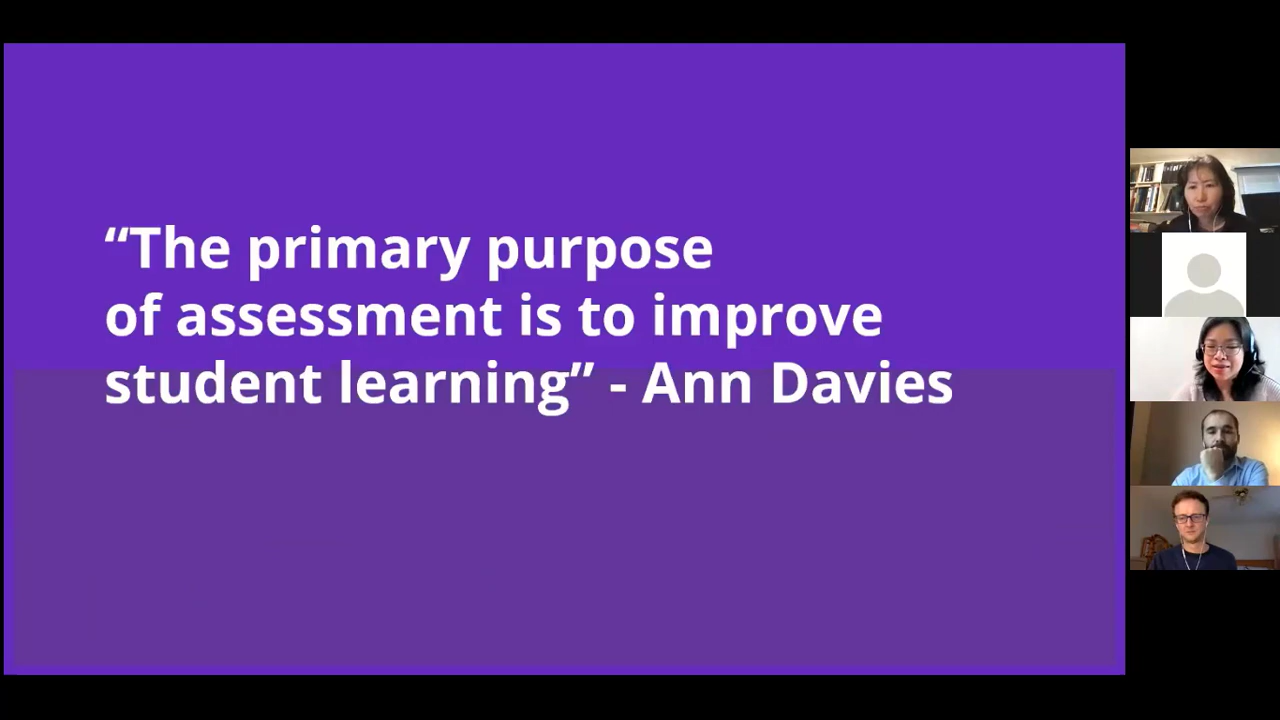 “The primary purpose
of assessment is to improve
student learning” - Ann Davies